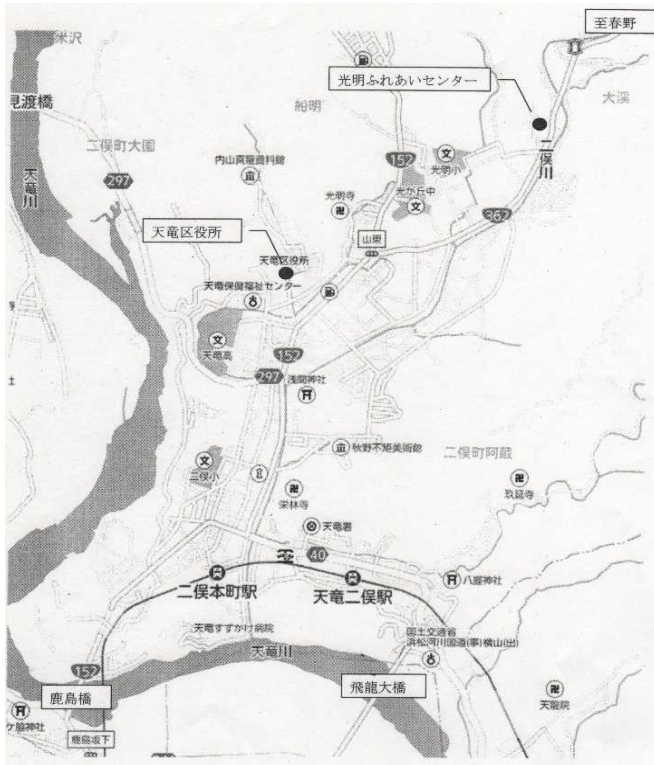 至春野
米沢
光明ふれあいセンター
船明
大渓
見渡橋
二俣町大園
152
光明小
二俣川
内山真龍資料館
天竜川
297
光明寺
光が丘中
362
天竜区役所
山東
天竜区役所
天竜保健福祉センター
天竜高
152
297
浅間神社
秋野不矩美術館
二俣町阿蔵
二俣小
栄林寺
玖延寺
天竜署
40
二俣本町駅
天竜二俣駅
八幡神社
天竜すずかけ病院
国土交通省
浜松河川国道(事)横山(出)
天竜川
152
鹿島橋
飛龍大橋
天龍院
ケ脇神社
鹿島坂下